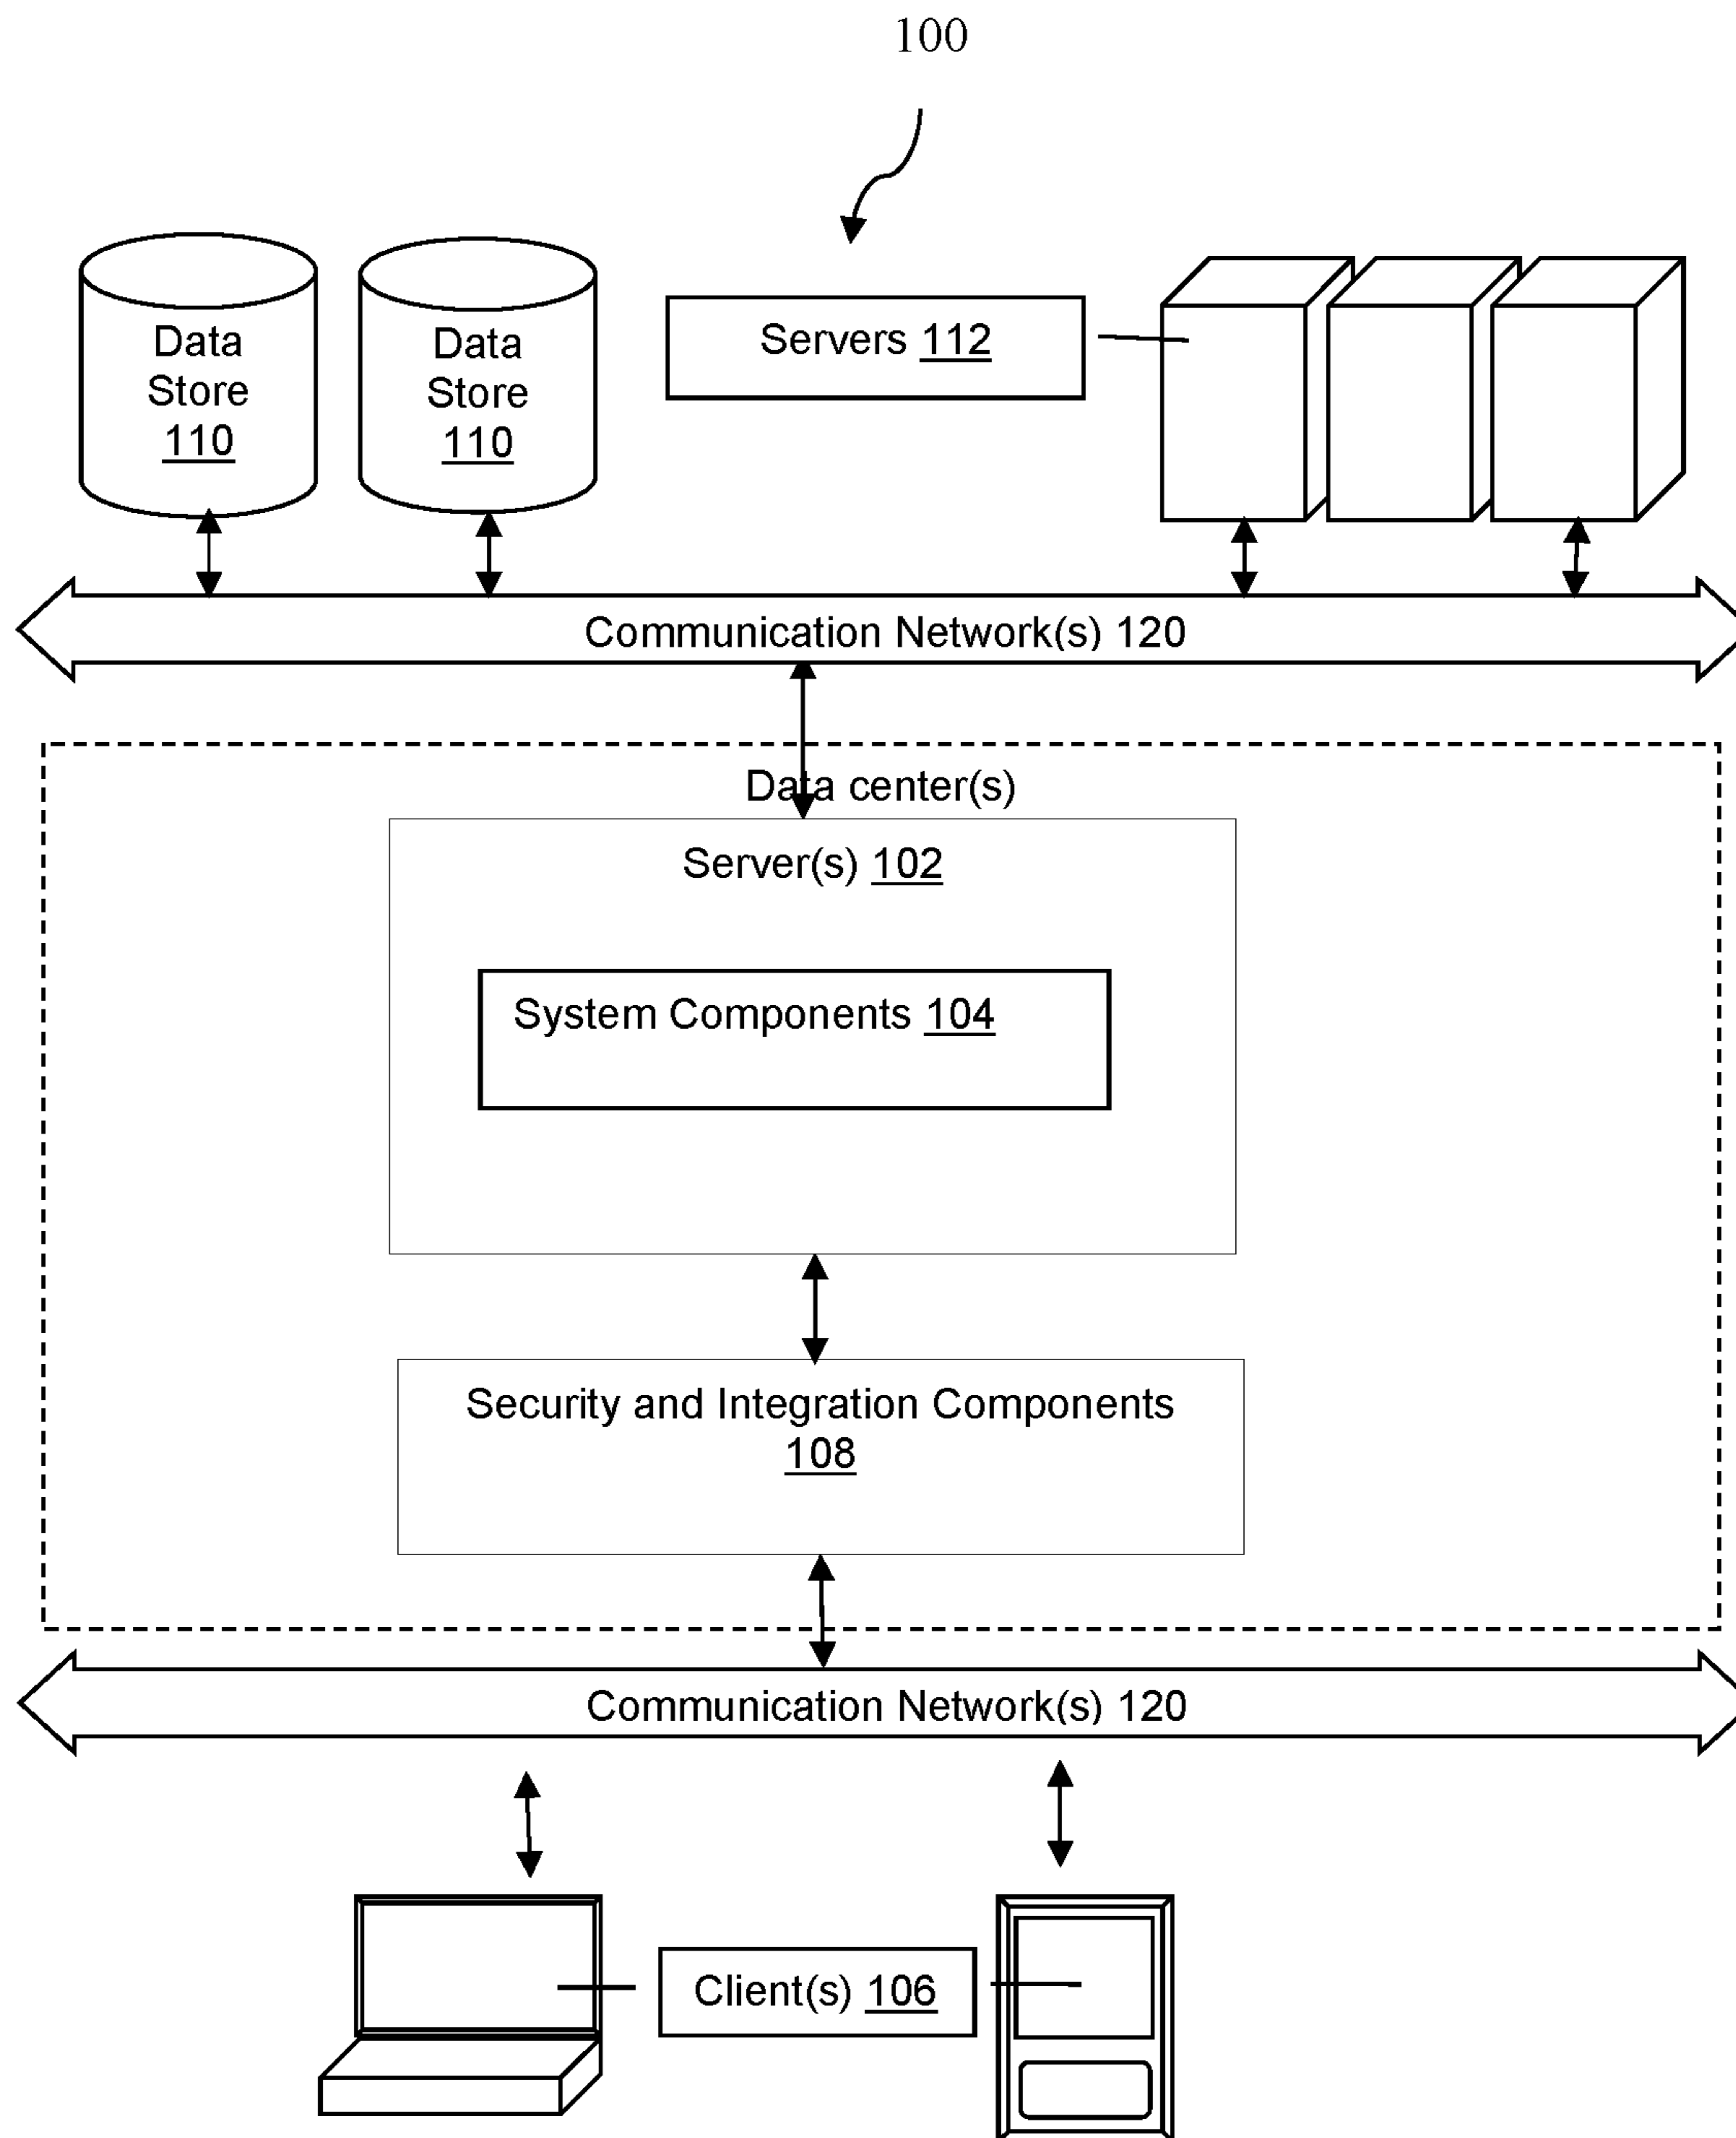 100
Data
Store
110
Data
Store
110
Servers 112
Communication Network(s) 120
Data center(s)
Server(s) 102
System Components 104
Security and Integration Components
108
Communication Network(s) 120
Client(s) 106